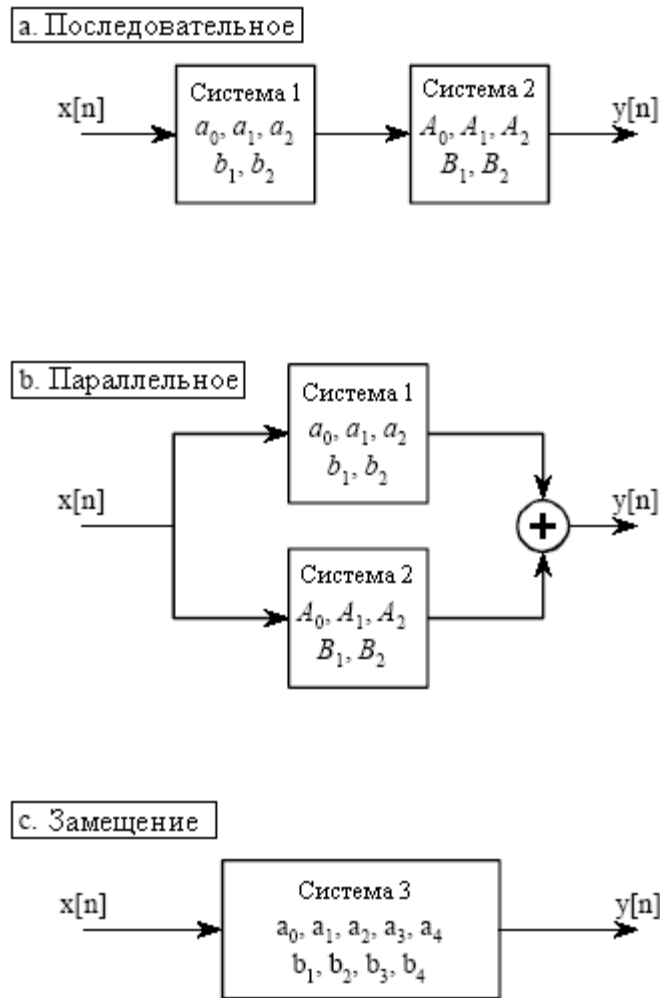 a. Последовательное
x[n]
Система 1
a₀, a₁, a₂
b₁, b₂
Система 2
A₀, A₁, A₂
B₁, B₂
y[n]
b. Параллельное
Система 1
a₀, a₁, a₂
b₁, b₂
x[n]
+
y[n]
Система 2
A₀, A₁, A₂
B₁, B₂
c. Замещение
x[n]
Система 3
a₀, a₁, a₂, a₃, a₄
b₁, b₂, b₃, b₄
y[n]